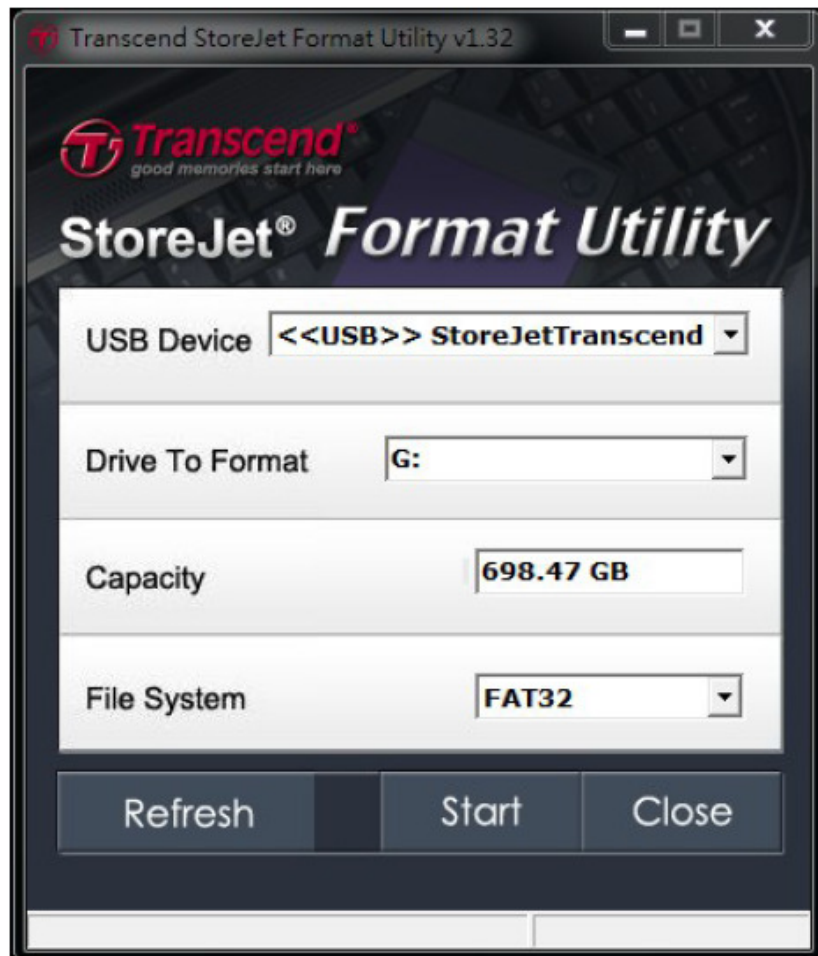 Transcend StoreJet Format Utility v1.32
Transcend®
good memories start here
StoreJet® Format Utility
USB Device <<USB>> StoreJetTranscend
Drive To Format G:
Capacity 698.47 GB
File System FAT32
Refresh Start Close